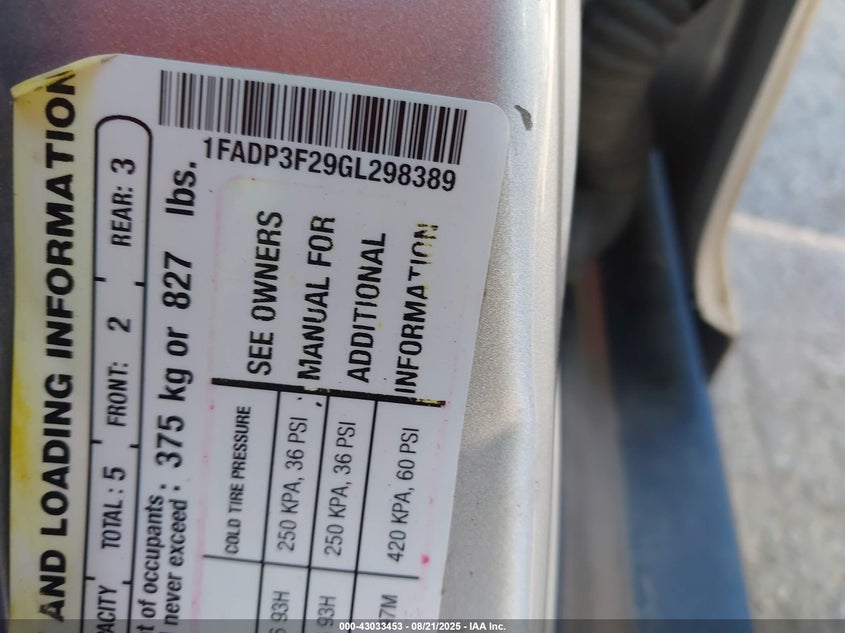 AND LOADING INFORMATION
TOTAL : 5 FRONT: 2 REAR: 3
of occupants :
never exceed : 375 kg or 827 lbs.
COLD TIRE PRESSURE SEE OWNERS
250 KPA, 36 PSI MANUAL FOR
93H 250 KPA, 36 PSI ADDITIONAL
420 KPA, 60 PSI INFORMATION
1FADP3F29GL298389
000-43033453 - 08/21/2025 - IAA Inc.